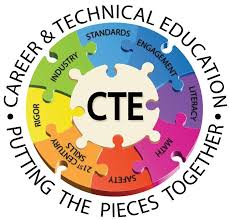 • CAREER & TECHNICAL EDUCATION •
PUTTING THE PIECES TOGETHER
CTE
STANDARDS
ENGAGEMENT
LITERACY
MATH
SAFETY
21ST CENTURY
SKILLS
RIGOR
INDUSTRY